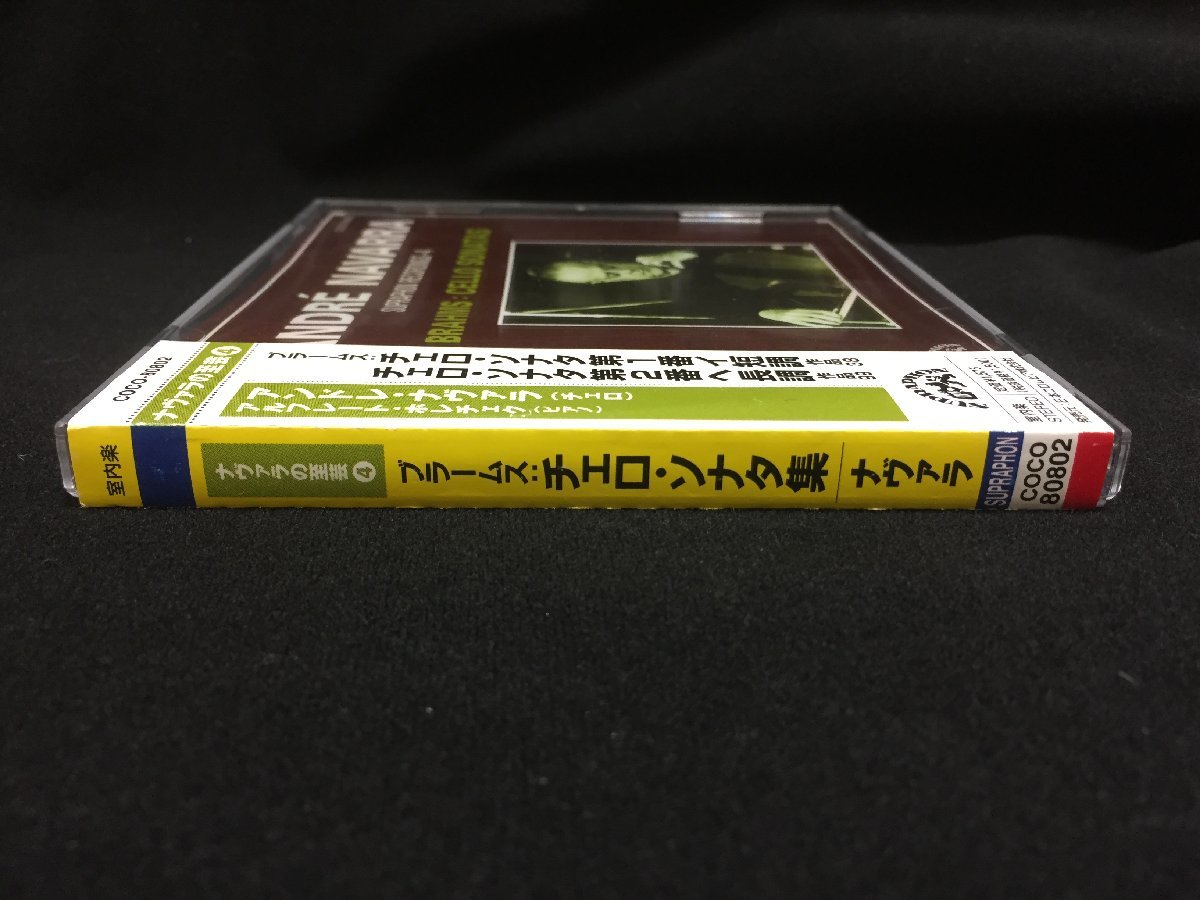 ANDRÉ NAVARRA
BRAHMS: CELLO SONATAS
COCO-80802
ナヴァラの至芸④
ブラームス:チェロ・ソナタ第1番イ短調 作品38
チェロ・ソナタ第2番ヘ長調 作品99
アンドレ・ナヴァラ(チェロ)
アルフレート・ホレチェック(ピアノ)
STEREO
室内楽
ナヴァラの至芸④
ブラームス:チェロ・ソナタ集
ナヴァラ
SUPRAPHON
COCO
80802